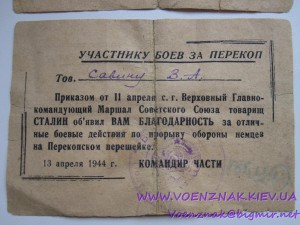 УЧАСТНИКУ БОЕВ ЗА ПЕРЕКОП
Тов. Савину В.А.
Приказом от 11 апреля с. г. Верховный Главно-
командующий Маршал Советского Союза товарищ
СТАЛИН об'явил ВАМ БЛАГОДАРНОСТЬ за отлич-
ные боевые действия по прорыву обороны немцев
на Перекопском перешейке.
13 апреля 1944 г. КОМАНДИР ЧАСТИ
WWW.VOENZNAK.KIEV.UA
Voenznak@bigmir.net